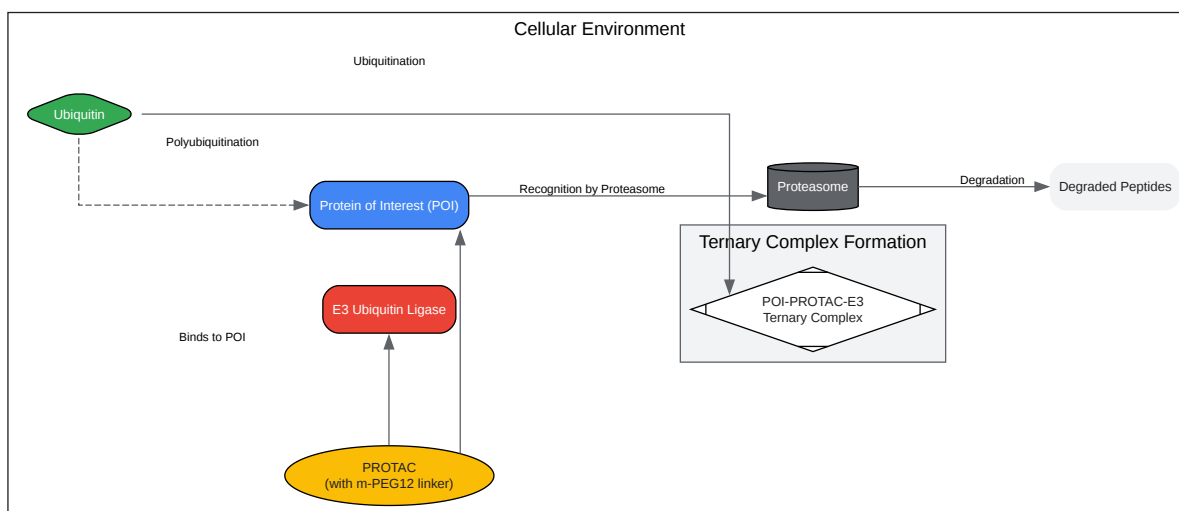 Cellular Environment
Ubiquitination
Ubiquitin
Polyubiquitination
Protein of Interest (POI)
Recognition by Proteasome
Proteasome
Degradation
Degraded Peptides
Ternary Complex Formation
POI-PROTAC-E3
Ternary Complex
E3 Ubiquitin Ligase
Binds to POI
PROTAC
(with m-PEG12 linker)